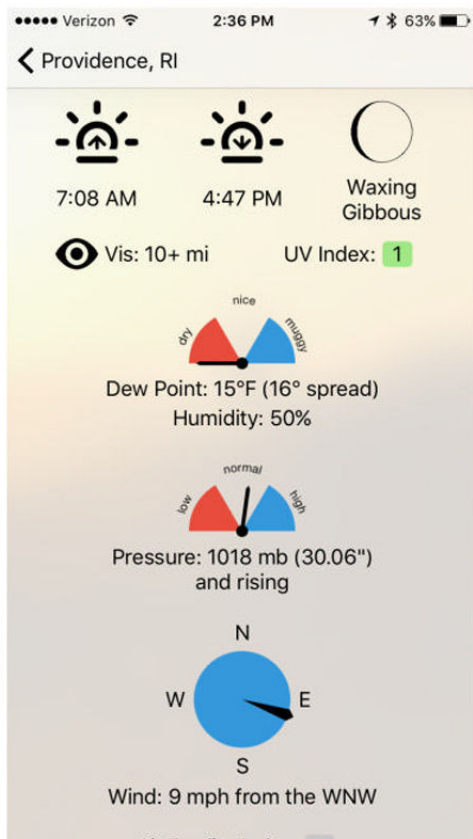 Verizon 2:36 PM 63%
Providence, RI
7:08 AM 4:47 PM Waxing
Gibbous
Vis: 10+ mi UV Index: 1
dry nice muggy
Dew Point: 15°F (16° spread)
Humidity: 50%
low normal high
Pressure: 1018 mb (30.06")
and rising
N
W E
S
Wind: 9 mph from the WNW